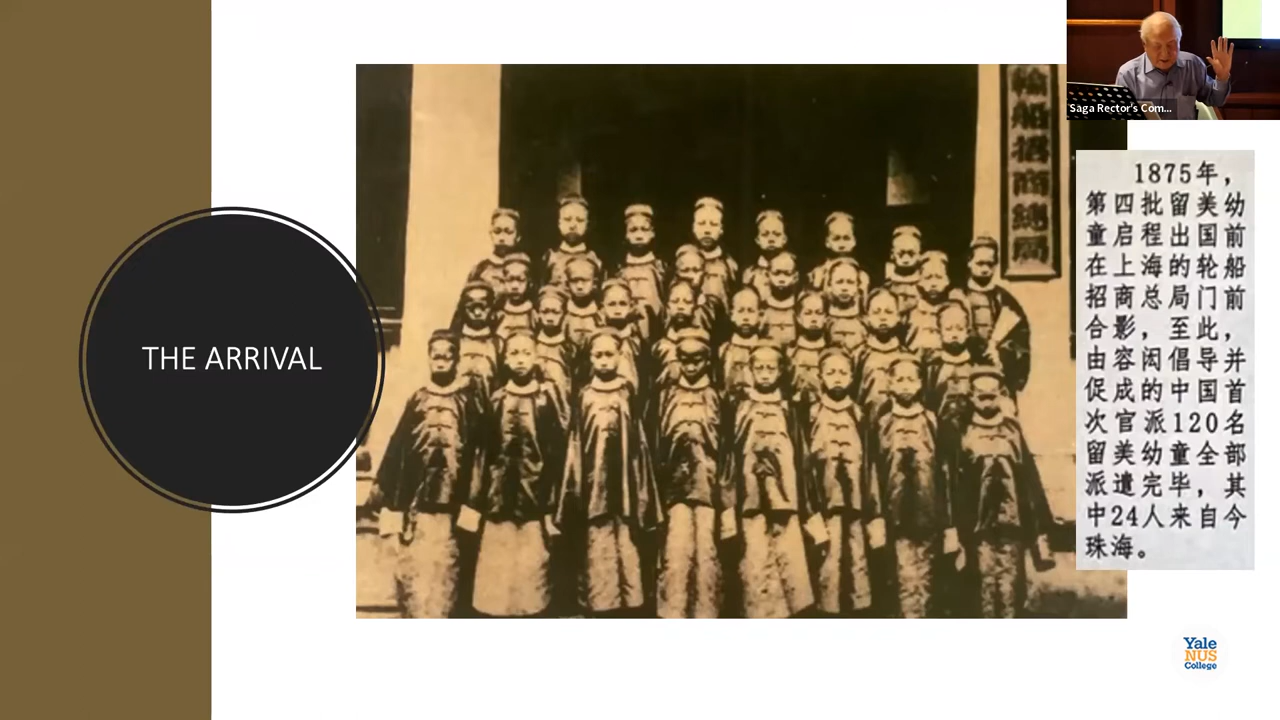 Saga Rector's Com...
THE ARRIVAL
輪船招商總局
1875年，
第四批留美幼
童启程出国前
在上海的轮船
招商总局门前
合影，至此，
由容闳倡导并
促成的中国首
次官派120名
留美幼童全部
派遣完毕，其
中24人来自今
珠海。
Yale
NUS
College